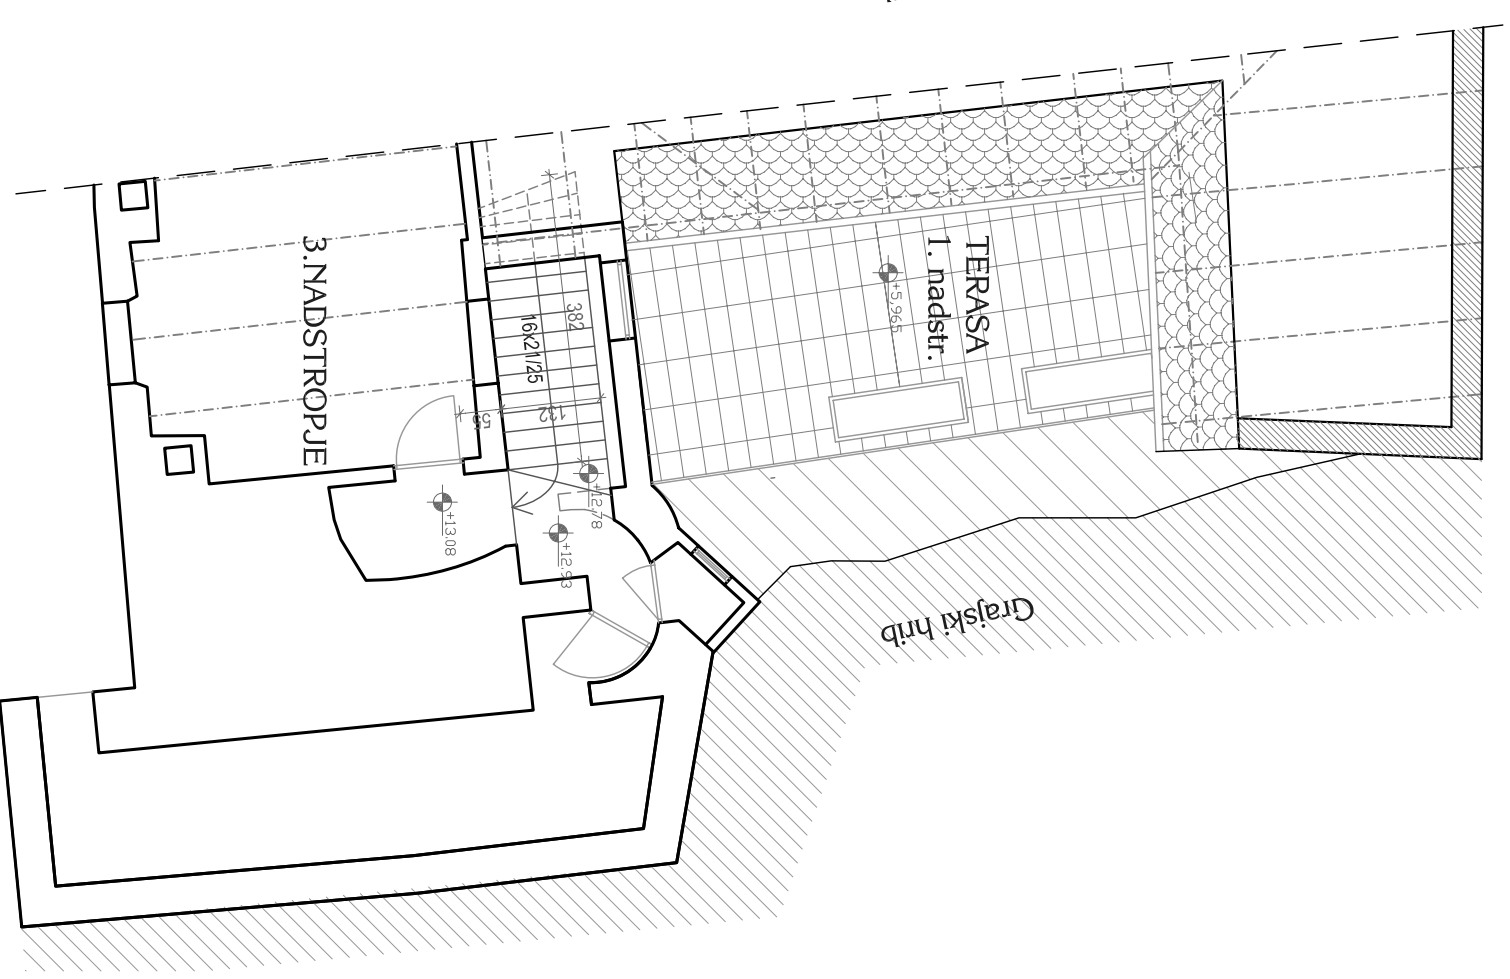 3.NADSTROPJE
TERASA
1. nadstr.
+5,965
382
16x21/25
55
132
+12.78
+13.08
+12.93
Grajski hrib